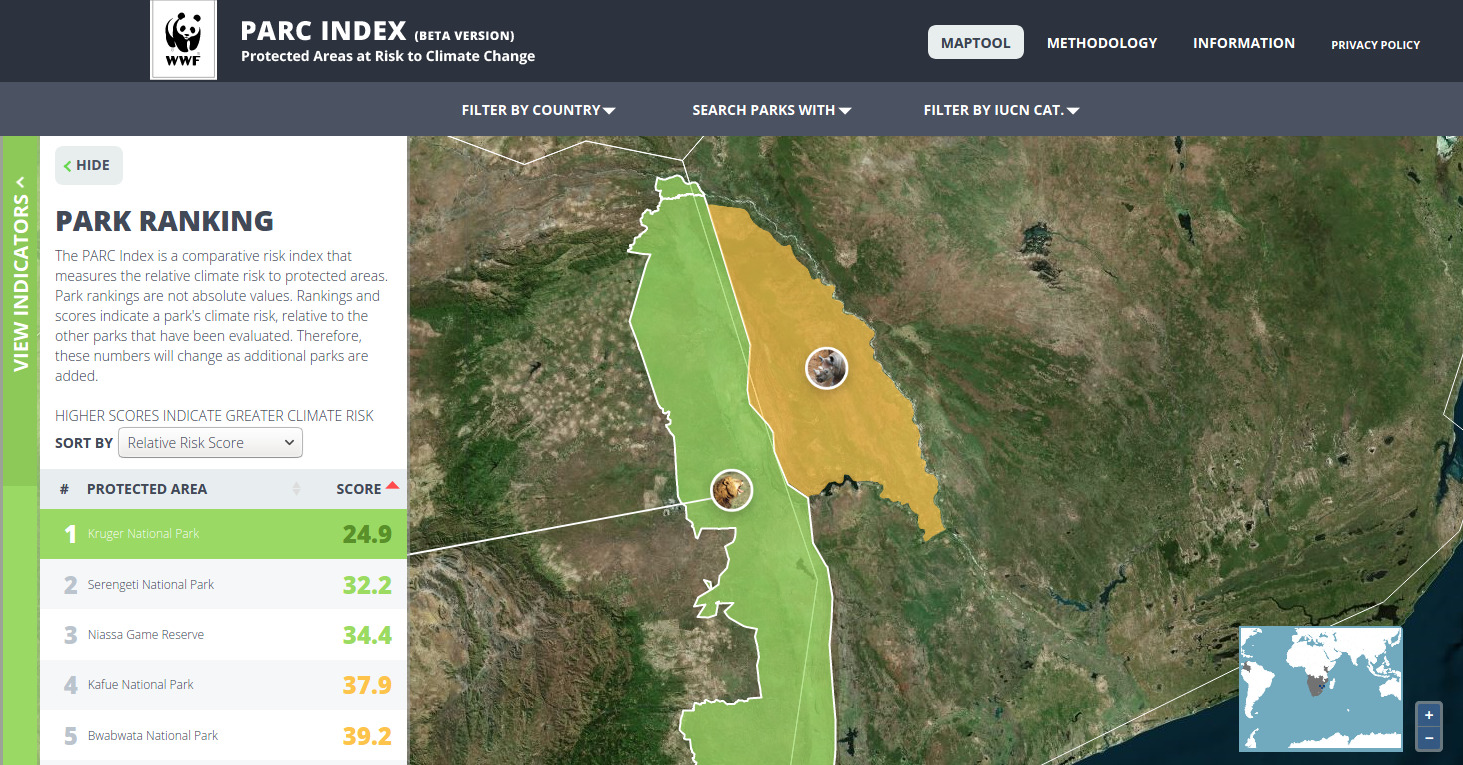 WWF
PARC INDEX (BETA VERSION)
Protected Areas at Risk to Climate Change
MAPTOOL
METHODOLOGY
INFORMATION
PRIVACY POLICY
FILTER BY COUNTRY
SEARCH PARKS WITH
FILTER BY IUCN CAT.
VIEW INDICATORS
HIDE
PARK RANKING
The PARC Index is a comparative risk index that
measures the relative climate risk to protected areas.
Park rankings are not absolute values. Rankings and
scores indicate a park's climate risk, relative to the
other parks that have been evaluated. Therefore,
these numbers will change as additional parks are
added.
HIGHER SCORES INDICATE GREATER CLIMATE RISK
SORT BY Relative Risk Score
# PROTECTED AREA SCORE
1 Kruger National Park 24.9
2 Serengeti National Park 32.2
3 Niassa Game Reserve 34.4
4 Kafue National Park 37.9
5 Bwabwata National Park 39.2
+
−